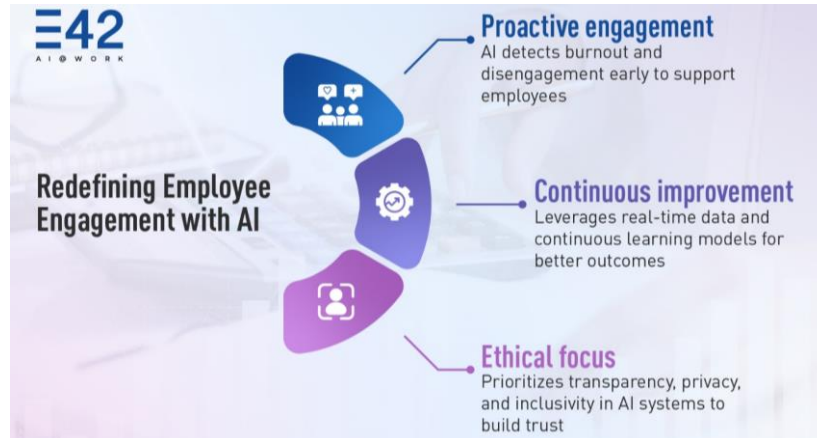 E42
AI@WORK
Redefining Employee
Engagement with AI
Proactive engagement
AI detects burnout and
disengagement early to support
employees
Continuous improvement
Leverages real-time data and
continuous learning models for
better outcomes
Ethical focus
Prioritizes transparency, privacy,
and inclusivity in AI systems to
build trust